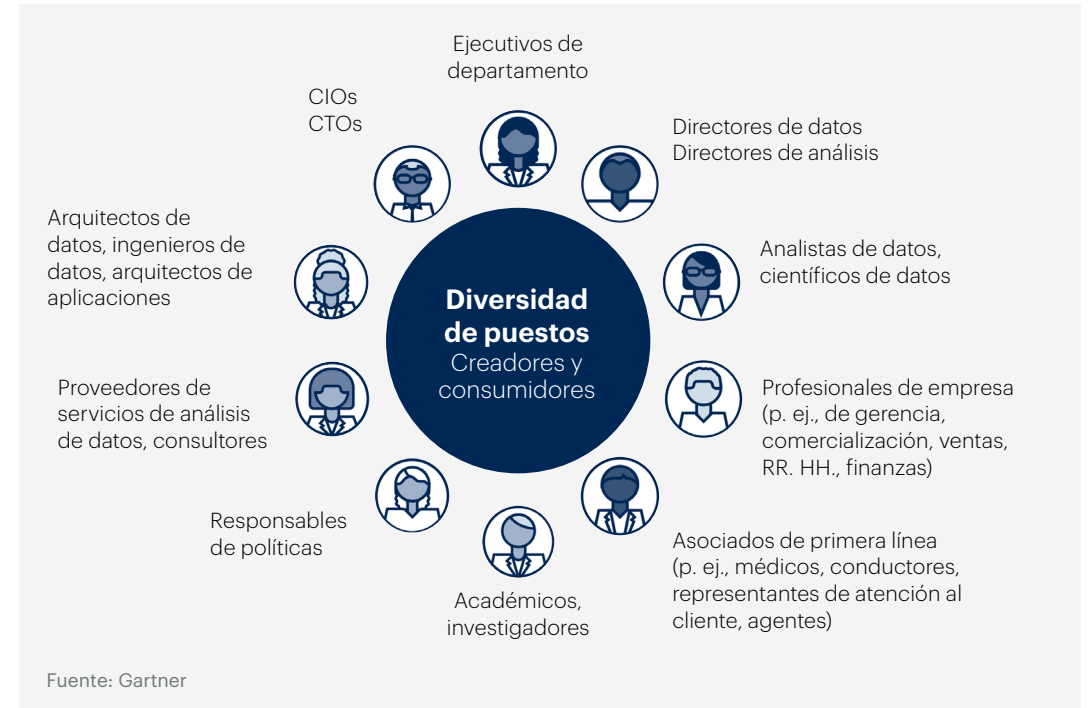 Ejecutivos de
departamento
CIOs
CTOs
Directores de datos
Directores de análisis
Arquitectos de
datos, ingenieros de
datos, arquitectos de
aplicaciones
Analistas de datos,
científicos de datos
Diversidad
de puestos
Creadores y
consumidores
Proveedores de
servicios de análisis
de datos, consultores
Profesionales de empresa
(p. ej., de gerencia,
comercialización, ventas,
RR. HH., finanzas)
Responsables
de políticas
Asociados de primera línea
(p. ej., médicos, conductores,
representantes de atención al
cliente, agentes)
Académicos,
investigadores
Fuente: Gartner